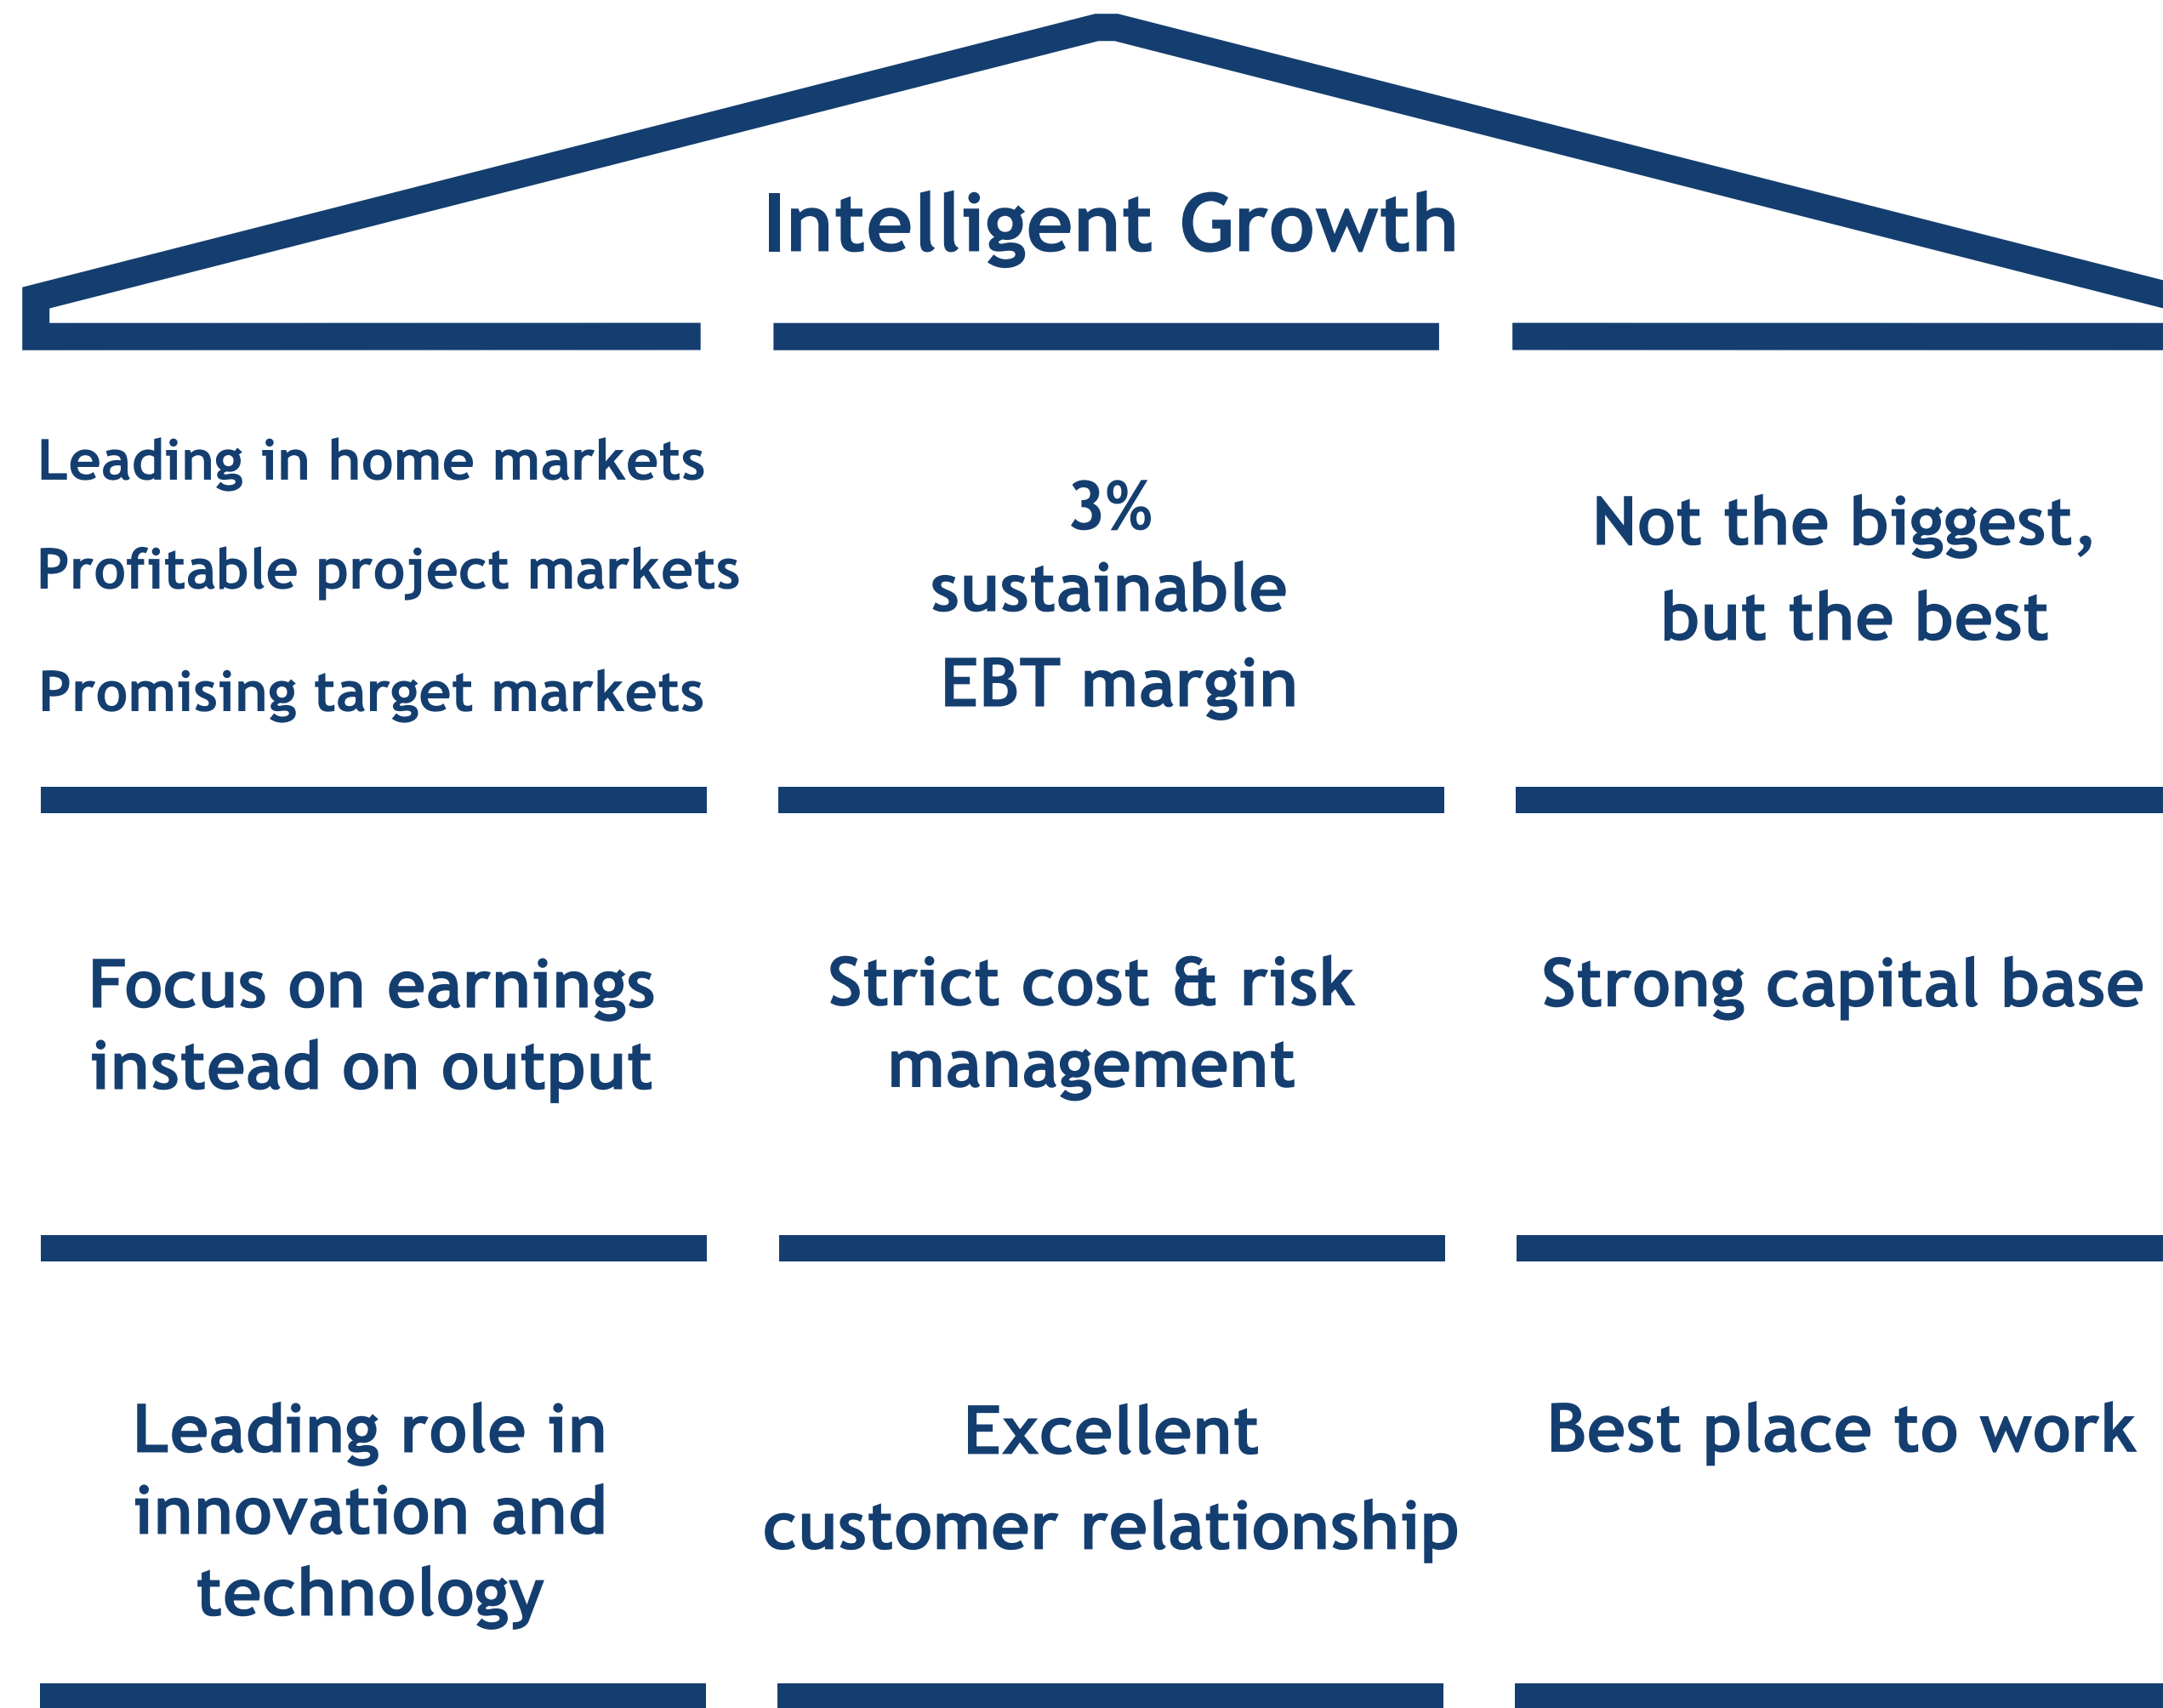 Intelligent Growth
Leading in home markets
Profitable project markets
Promising target markets
3%
sustainable
EBT margin
Not the biggest,
but the best
Focus on earnings
instead on output
Strict cost & risk
management
Strong capital base
Leading role in
innovation and
technology
Excellent
customer relationship
Best place to work